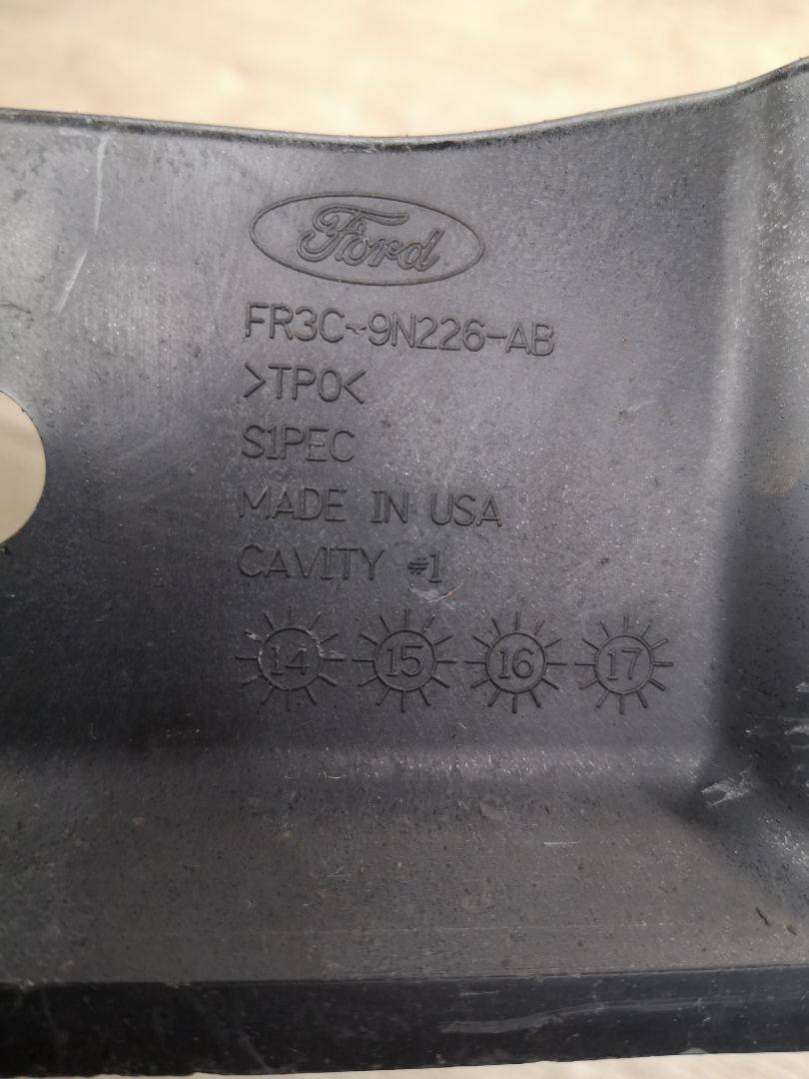 Ford
FR3C-9N226-AB
>TPO<
S1PEC
MADE IN USA
CAVITY #1
14 15 16 17